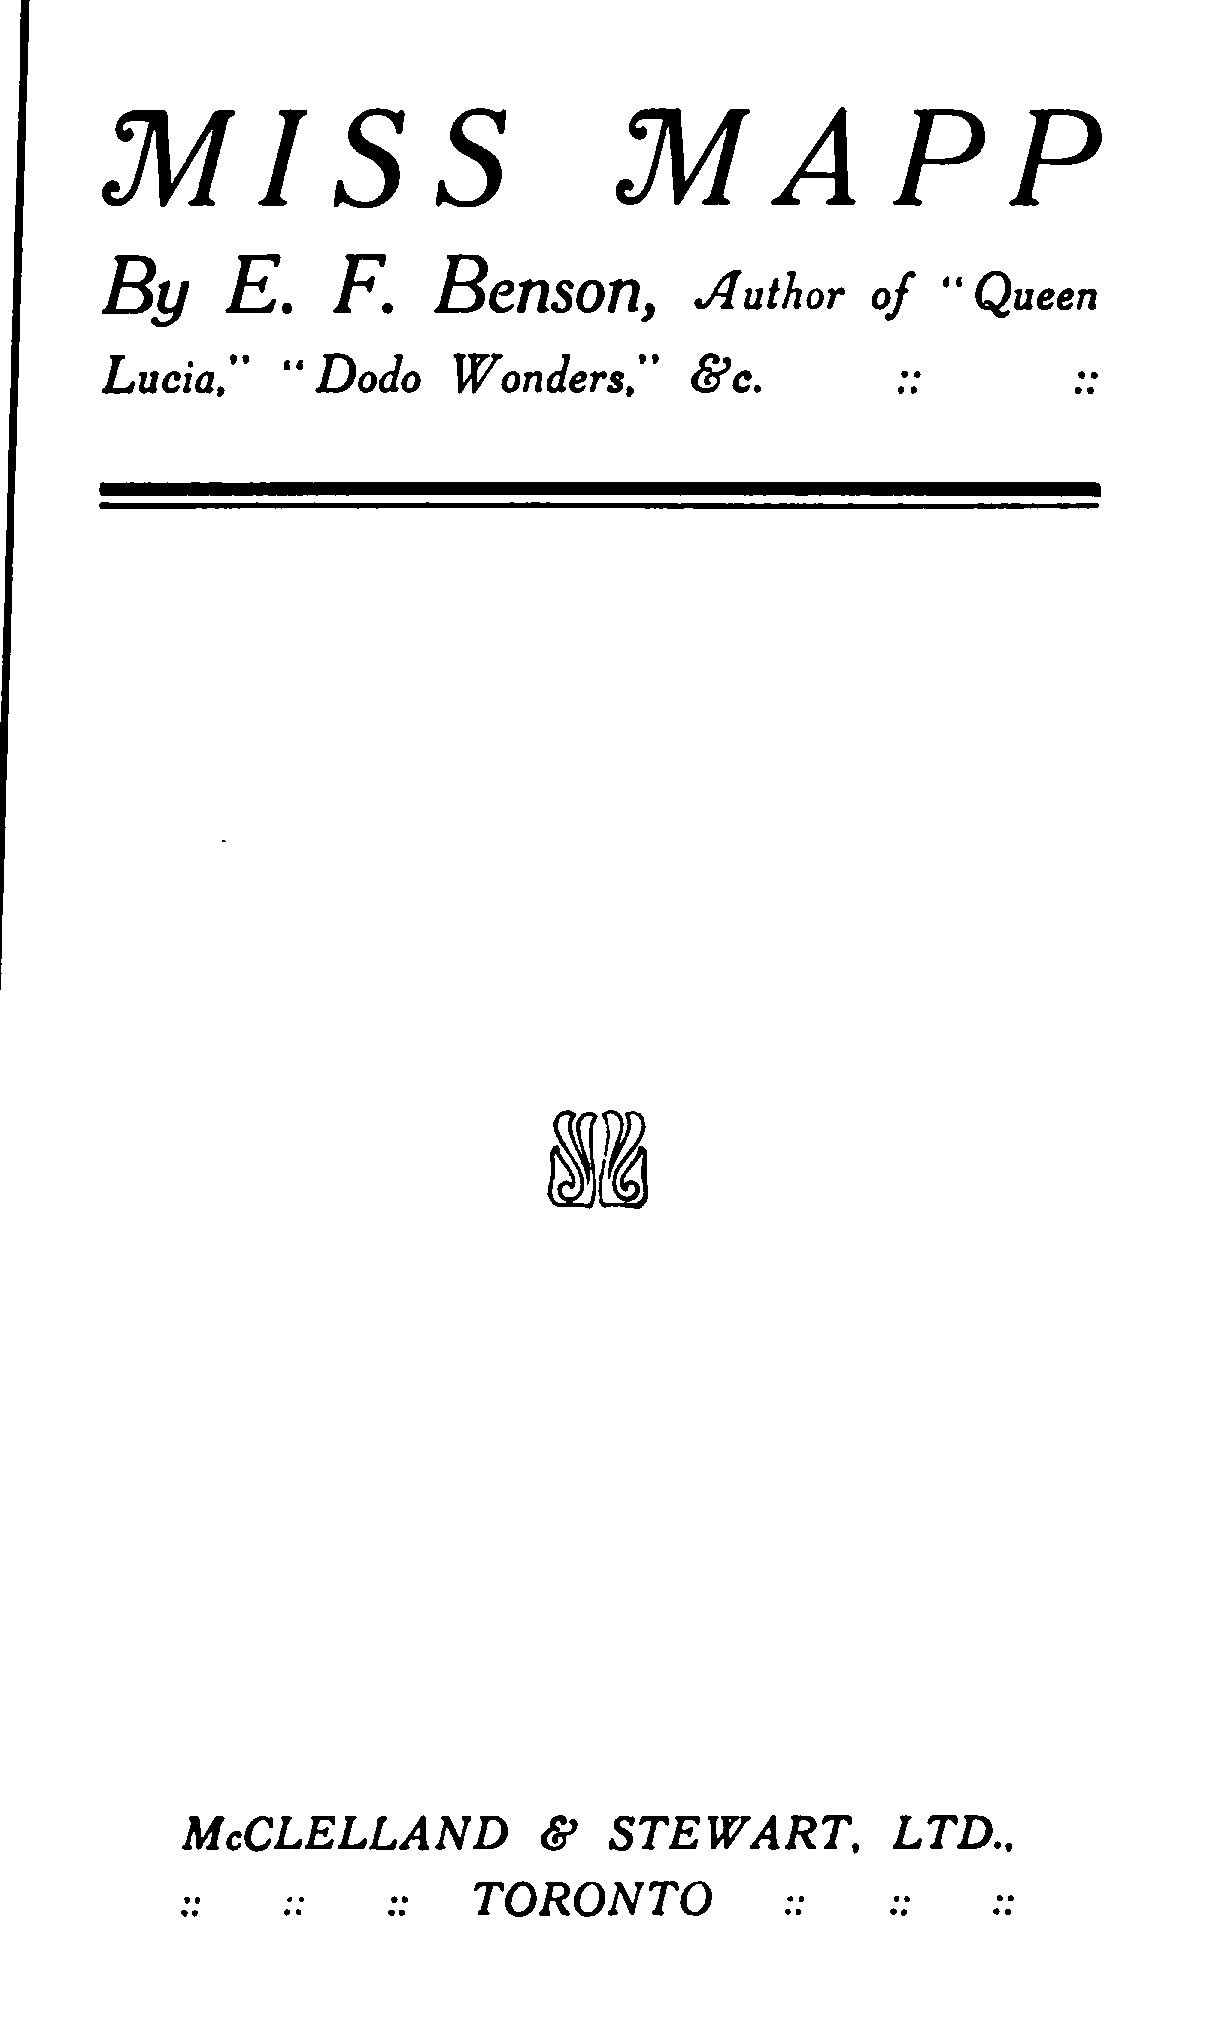 MISS MAPP
By E. F. Benson, Author of "Queen
Lucia," "Dodo Wonders," &c. :: ::
McCLELLAND & STEWART, LTD.,
:: :: :: TORONTO :: :: ::